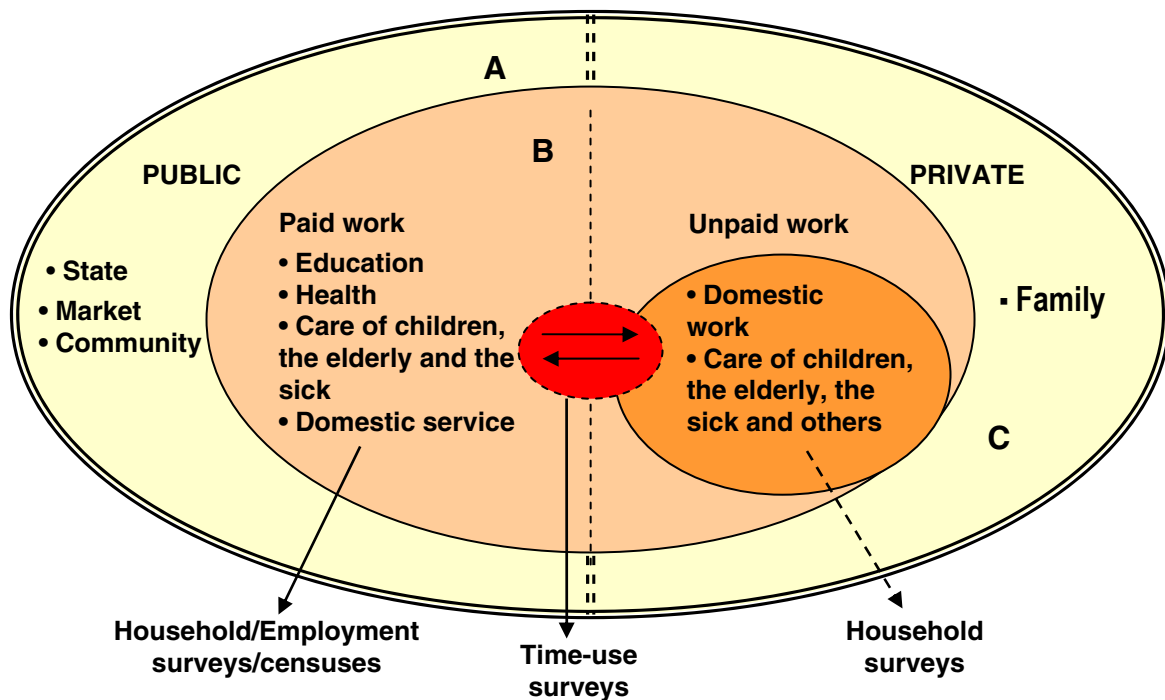 A
B
PUBLIC
PRIVATE
Paid work
• Education
• Health
• Care of children,
the elderly and the
sick
• Domestic service
Unpaid work
• Domestic
work
• Care of children,
the elderly, the
sick and others
• State
• Market
• Community
▪ Family
C
Household/Employment
surveys/censuses
Time-use
surveys
Household
surveys